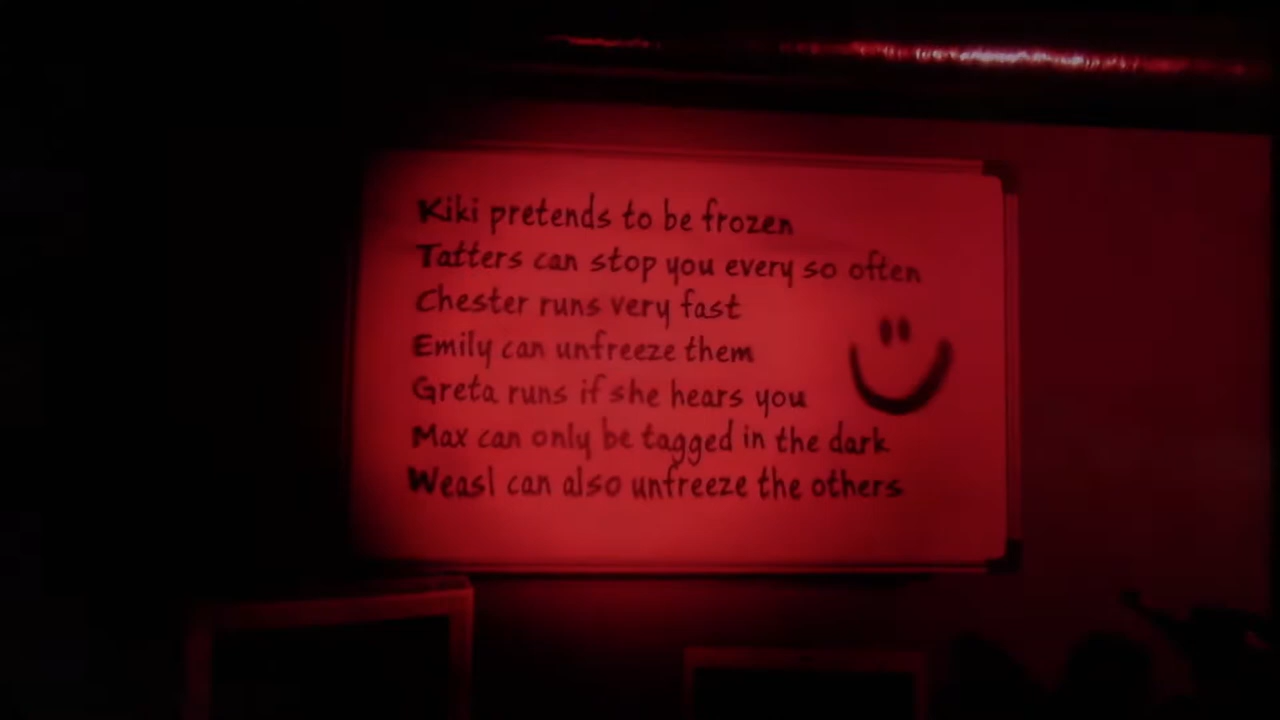 Kiki pretends to be frozen
Tatters can stop you every so often
Chester runs very fast
Emily can unfreeze them
Greta runs if she hears you
Max can only be tagged in the dark
Weasl can also unfreeze the others